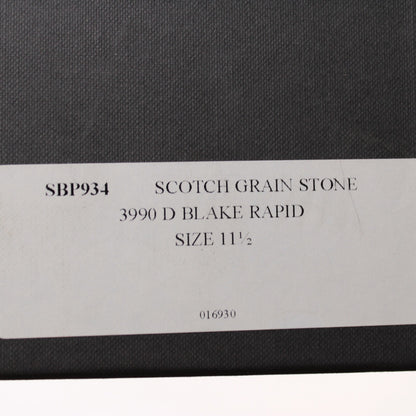 SBP934 SCOTCH GRAIN STONE
3990 D BLAKE RAPID
SIZE 11½
016930